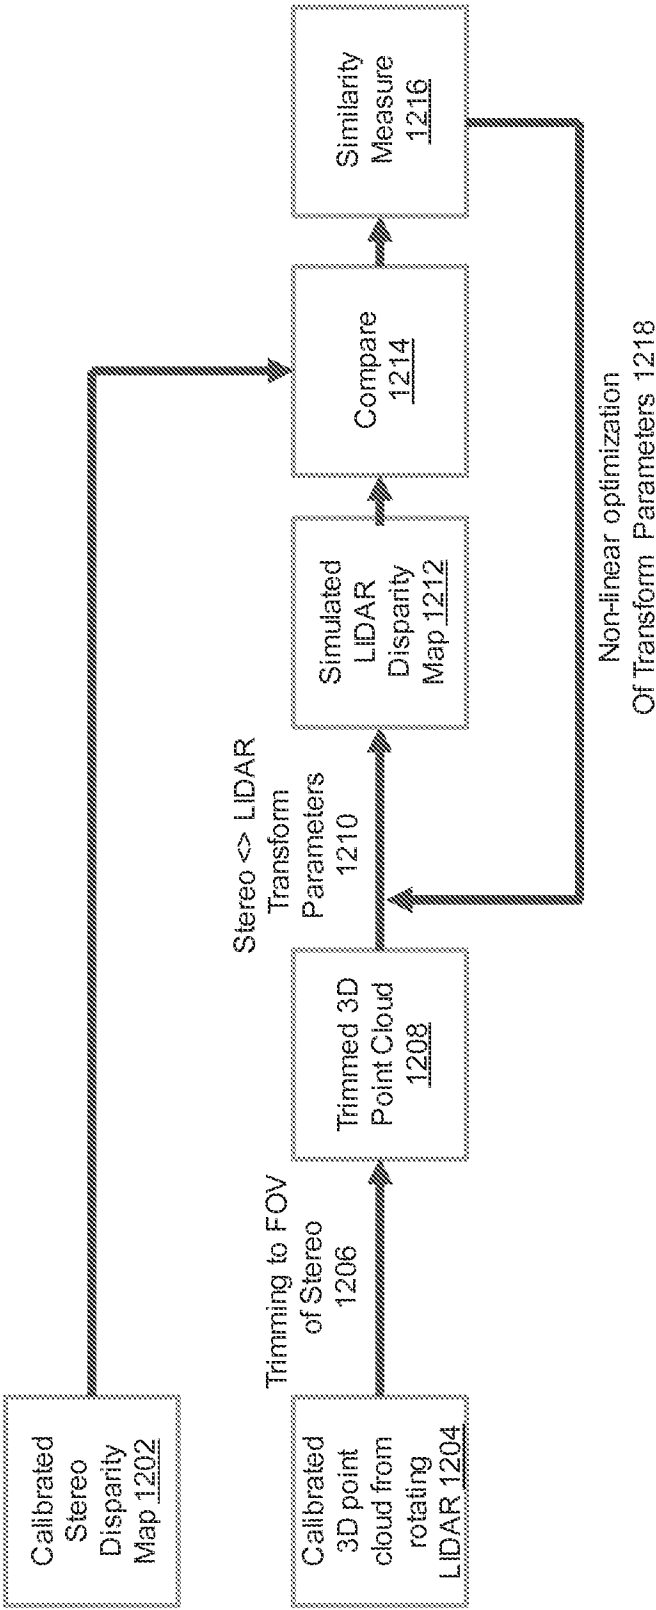 Calibrated
Stereo
Disparity
Map 1202
Calibrated
3D point
cloud from
rotating
LIDAR 1204
Trimming to FOV
of Stereo
1206
Trimmed 3D
Point Cloud
1208
Stereo <> LIDAR
Transform
Parameters
1210
Simulated
LIDAR
Disparity
Map 1212
Compare
1214
Similarity
Measure
1216
Non-linear optimization
Of Transform Parameters 1218